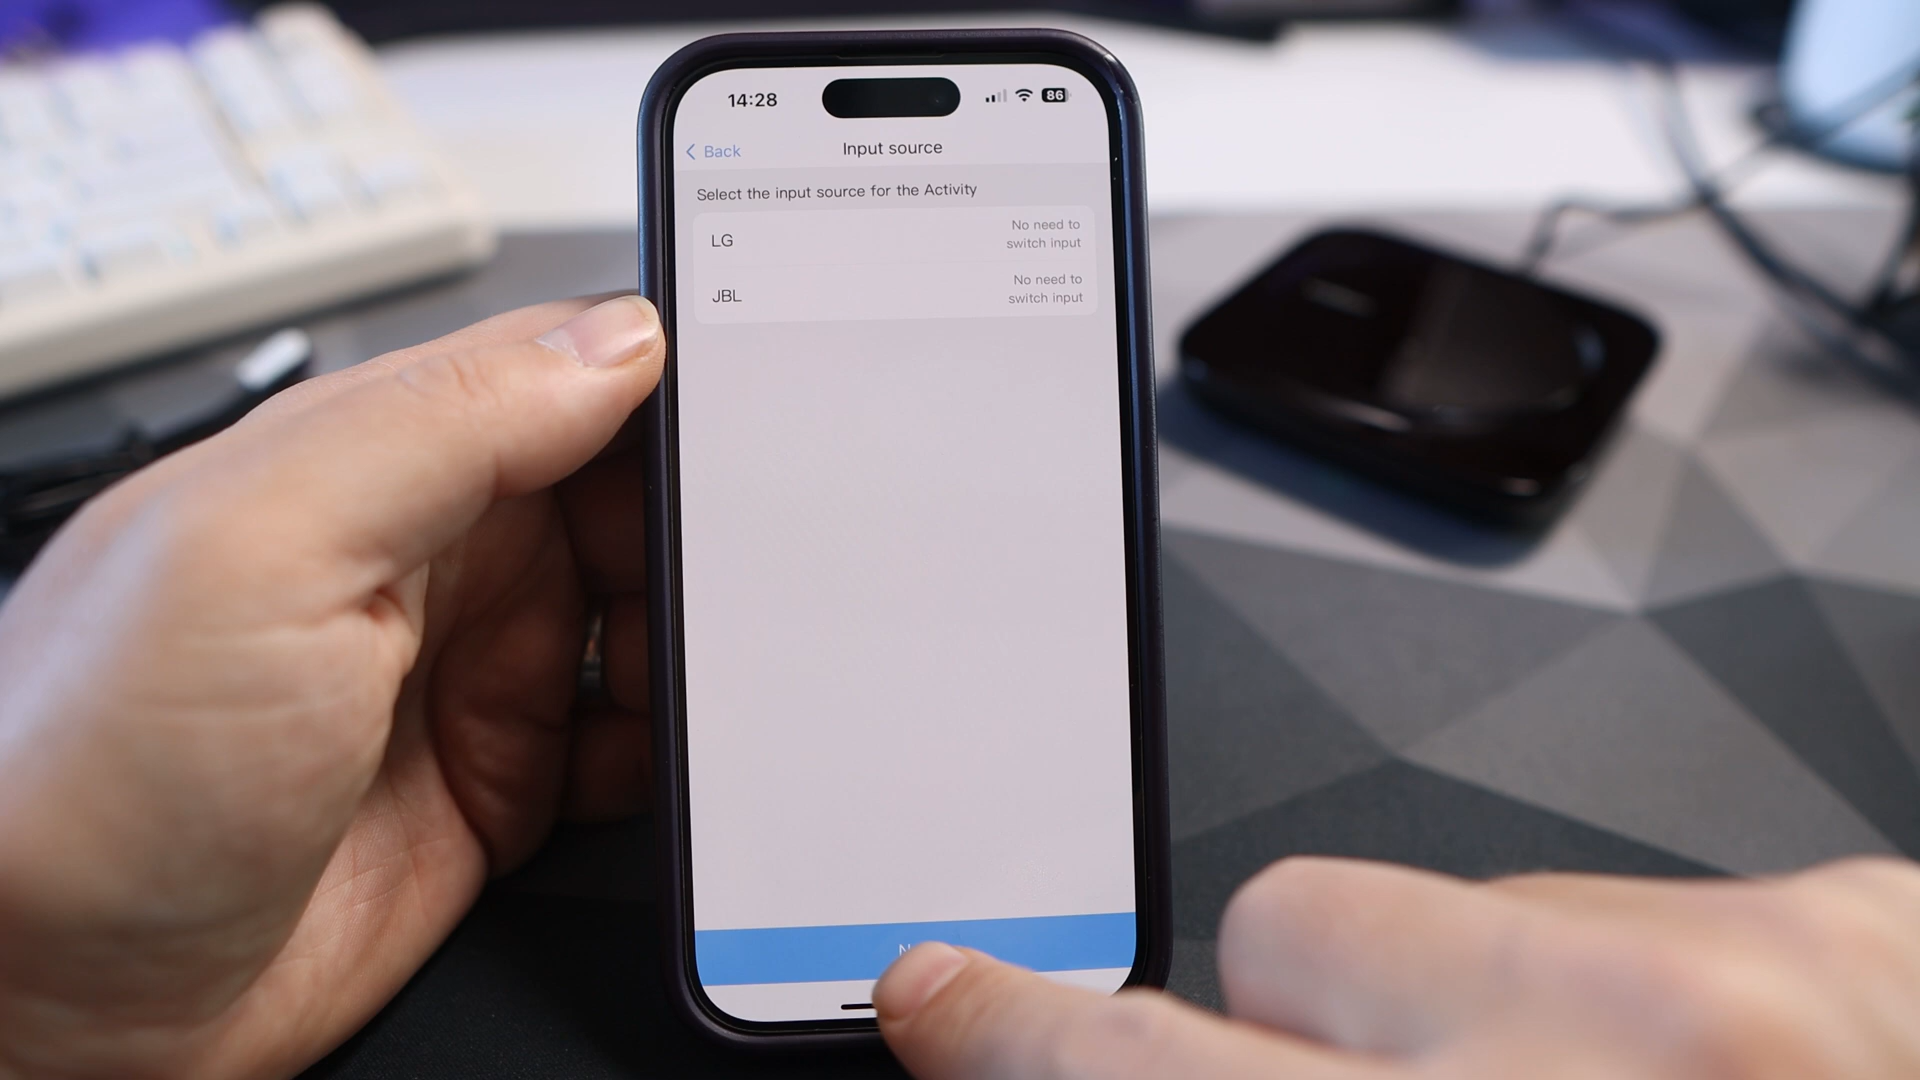 14:28
86
Back
Input source
Select the input source for the Activity
LG
No need to
switch input
JBL
No need to
switch input